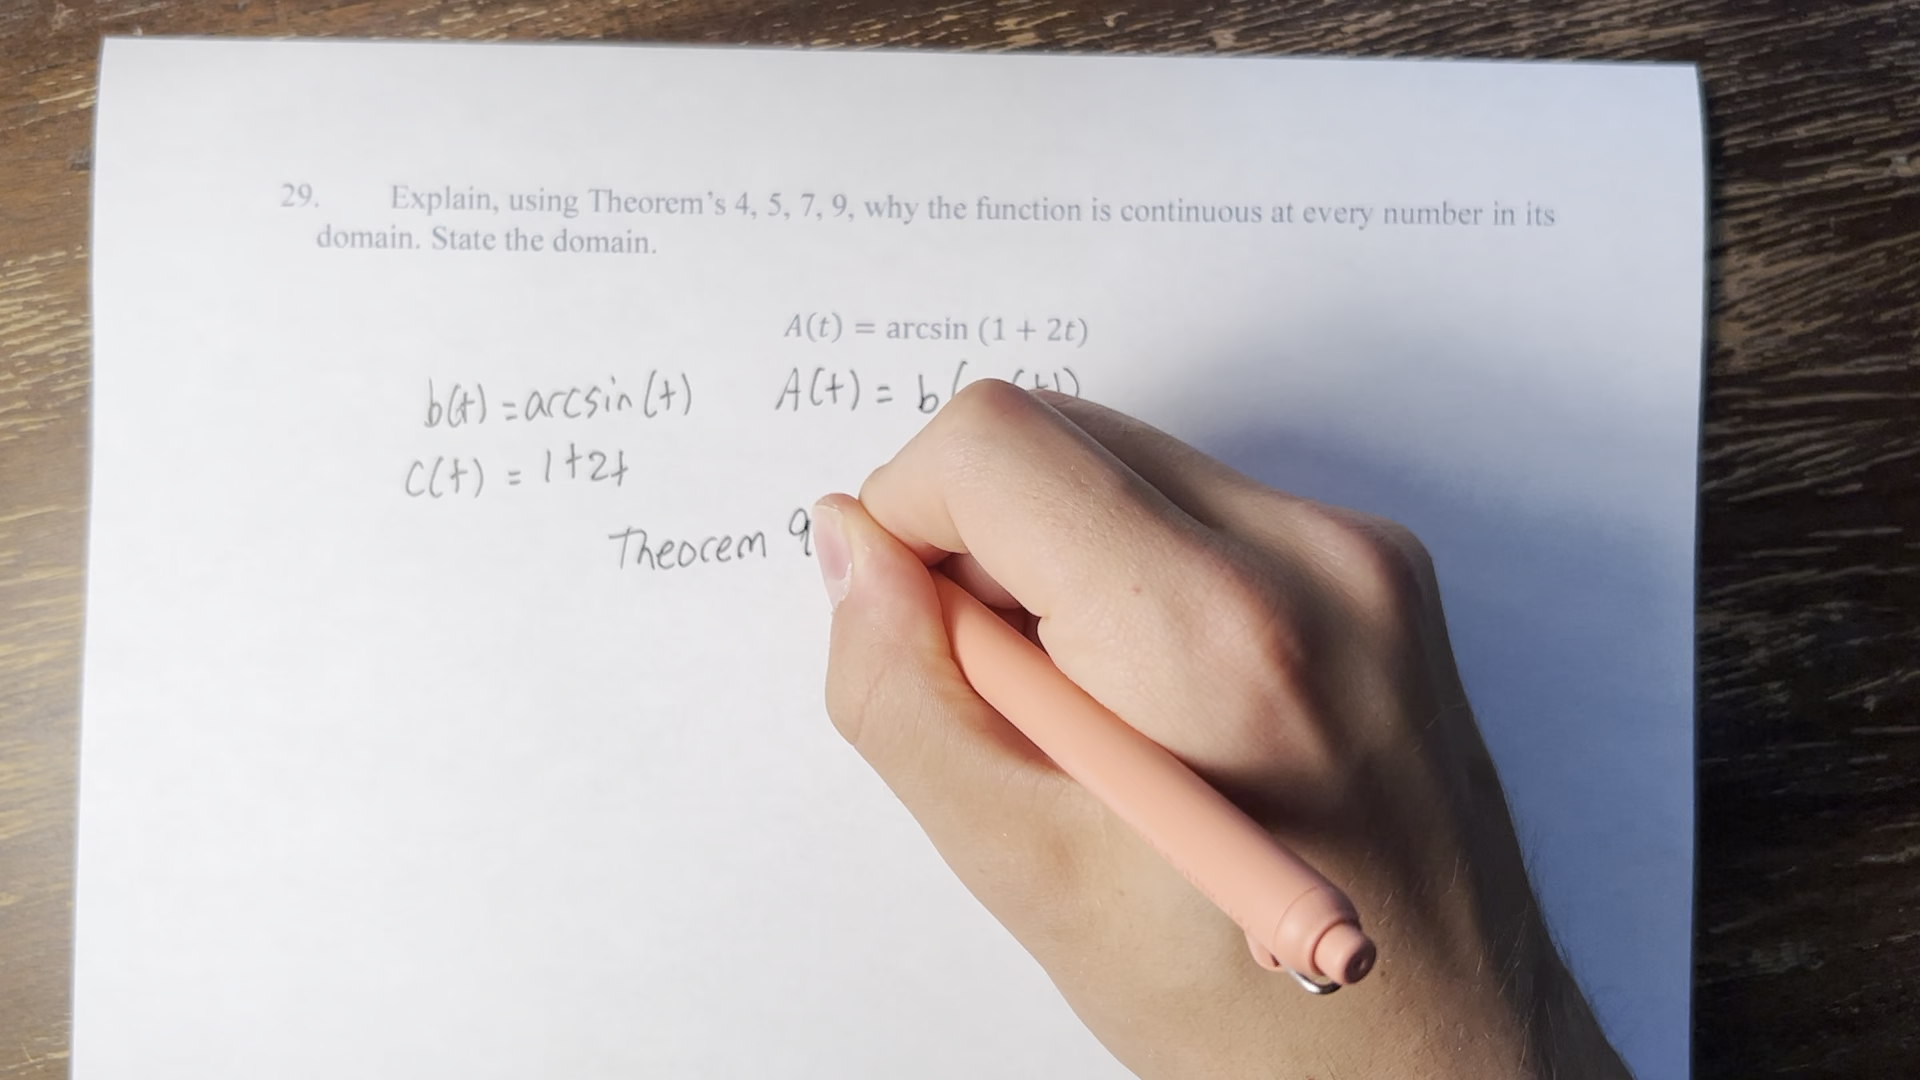 29. Explain, using Theorem's 4, 5, 7, 9, why the function is continuous at every number in its
domain. State the domain.
A(t) = arcsin (1 + 2t)
b(t) = arcsin(t) A(t) = b( (t))
c(t) = 1+2t
Theorem 9